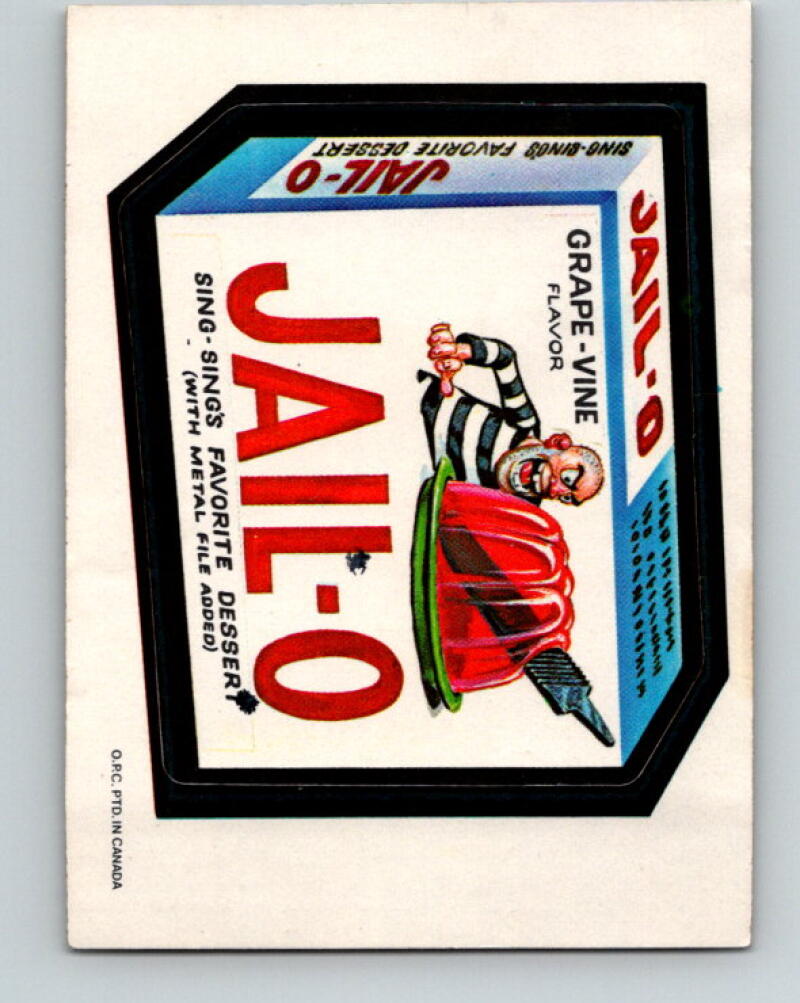 JAIL-O
GRAPE-VINE
FLAVOR
JAIL-O
SING-SING'S FAVORITE DESSERT
JAIL-O
SING-SING'S FAVORITE DESSERT
(WITH METAL FILE ADDED)
O.P.C. PTD. IN CANADA